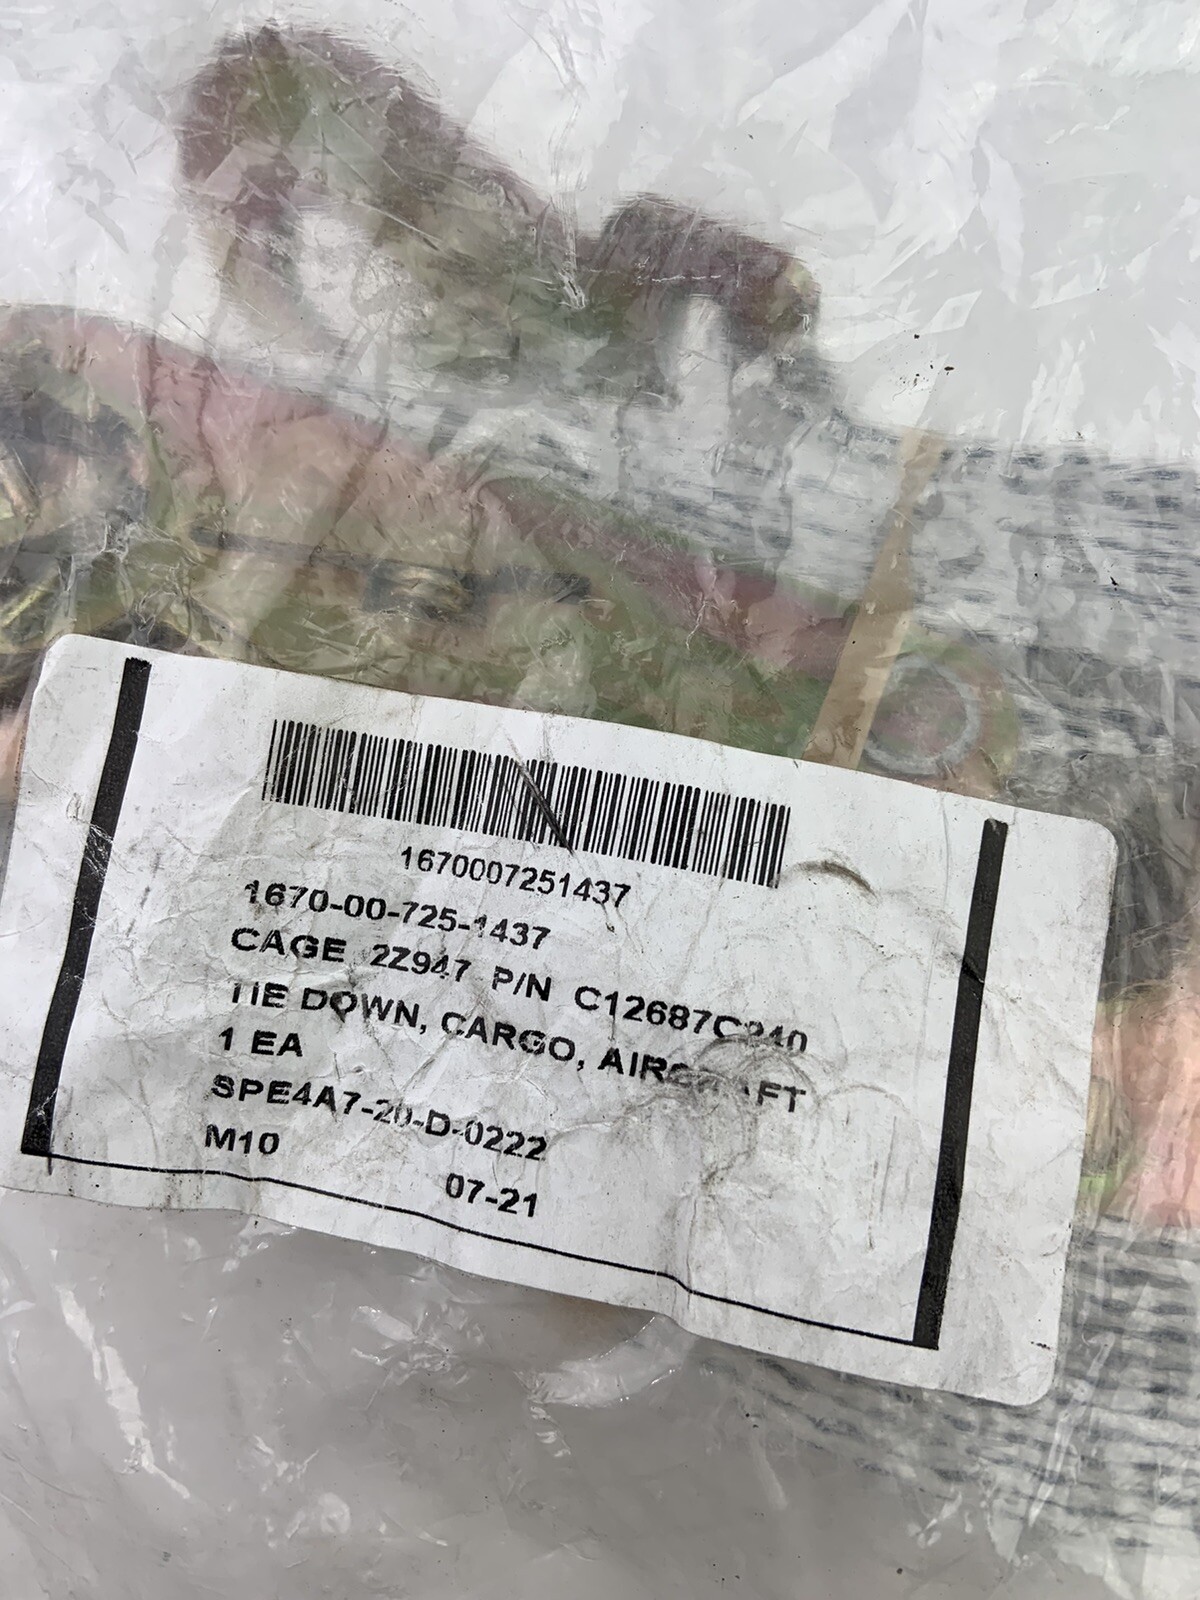 1670007251437
1670-00-725-1437
CAGE 2Z947 P/N
TIE DOWN, CARGO, AIRCRAFT
1 EA
SPE4A7-20-D-0222
M10
07-21